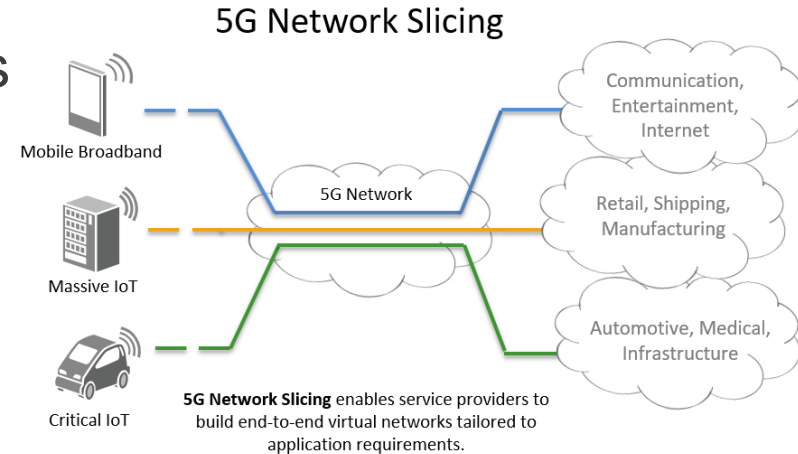 5G Network Slicing
s
Mobile Broadband
Massive IoT
Critical IoT
5G Network
Communication,
Entertainment,
Internet
Retail, Shipping,
Manufacturing
Automotive, Medical,
Infrastructure
5G Network Slicing enables service providers to
build end-to-end virtual networks tailored to
application requirements.